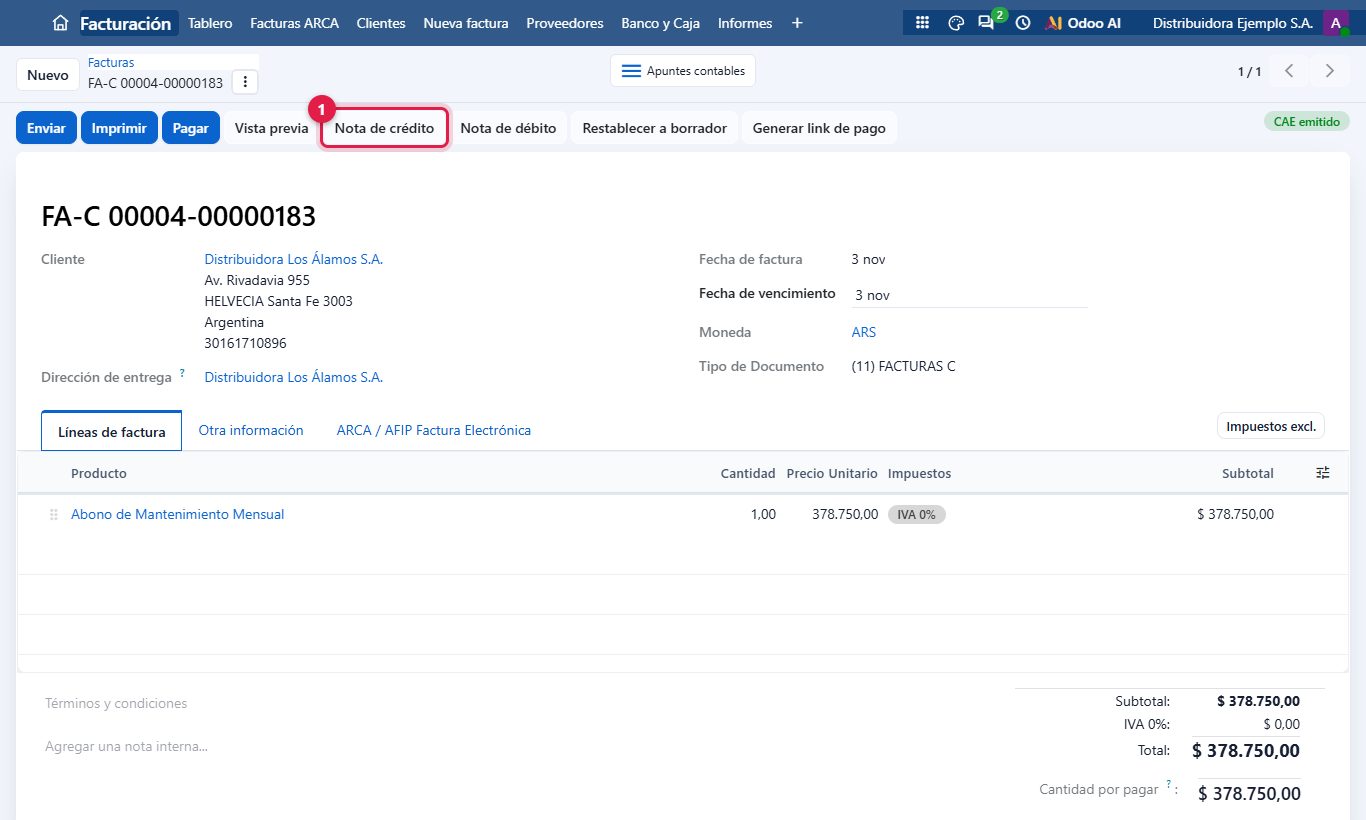 Facturación Tablero Facturas ARCA Clientes Nueva factura Proveedores Banco y Caja Informes + 2 Odoo AI Distribuidora Ejemplo S.A. A
Nuevo
Facturas
FA-C 00004-00000183
Apuntes contables
1 / 1
1
Enviar Imprimir Pagar Vista previa Nota de crédito Nota de débito Restablecer a borrador Generar link de pago
CAE emitido
FA-C 00004-00000183
Cliente Distribuidora Los Álamos S.A.
Av. Rivadavia 955
HELVECIA Santa Fe 3003
Argentina
30161710896
Dirección de entrega ? Distribuidora Los Álamos S.A.
Fecha de factura 3 nov
Fecha de vencimiento 3 nov
Moneda ARS
Tipo de Documento (11) FACTURAS C
Líneas de factura Otra información ARCA / AFIP Factura Electrónica
Impuestos excl.
Producto Cantidad Precio Unitario Impuestos Subtotal
Abono de Mantenimiento Mensual 1,00 378.750,00 IVA 0% $ 378.750,00
Términos y condiciones
Agregar una nota interna...
Subtotal: $ 378.750,00
IVA 0%: $ 0,00
Total: $ 378.750,00
Cantidad por pagar ? : $ 378.750,00